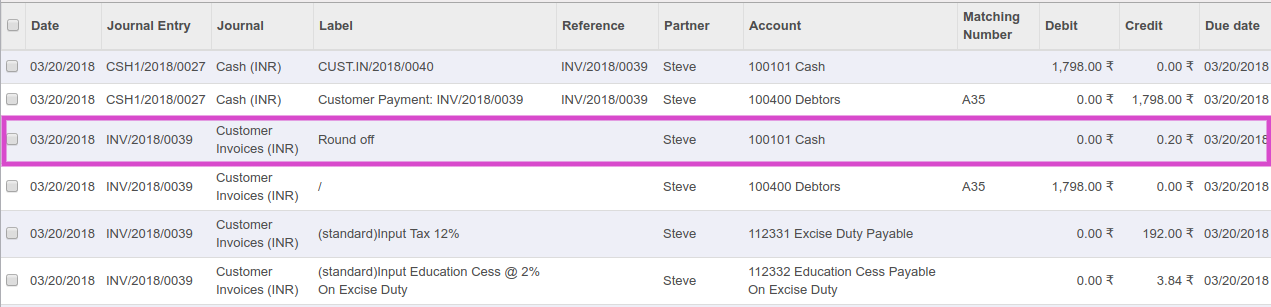 Date Journal Entry Journal Label Reference Partner Account Matching Number Debit Credit Due date
03/20/2018 CSH1/2018/0027 Cash (INR) CUST.IN/2018/0040 INV/2018/0039 Steve 100101 Cash 1,798.00 ₹ 0.00 ₹ 03/20/2018
03/20/2018 CSH1/2018/0027 Cash (INR) Customer Payment: INV/2018/0039 INV/2018/0039 Steve 100400 Debtors A35 0.00 ₹ 1,798.00 ₹ 03/20/2018
03/20/2018 INV/2018/0039 Customer Invoices (INR) Round off Steve 100101 Cash 0.00 ₹ 0.20 ₹ 03/20/2018
03/20/2018 INV/2018/0039 Customer Invoices (INR) / Steve 100400 Debtors A35 1,798.00 ₹ 0.00 ₹ 03/20/2018
03/20/2018 INV/2018/0039 Customer Invoices (INR) (standard)Input Tax 12% Steve 112331 Excise Duty Payable 0.00 ₹ 192.00 ₹ 03/20/2018
03/20/2018 INV/2018/0039 Customer Invoices (INR) (standard)Input Education Cess @ 2% On Excise Duty Steve 112332 Education Cess Payable On Excise Duty 0.00 ₹ 3.84 ₹ 03/20/2018